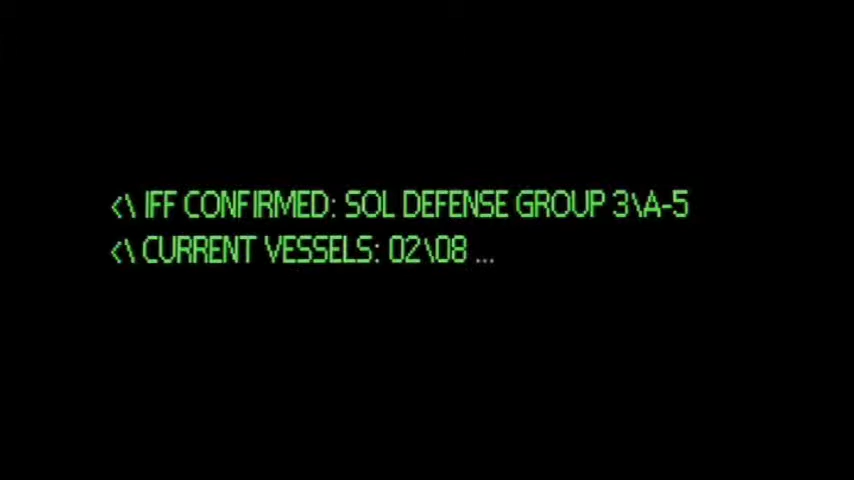 <\ IFF CONFIRMED: SOL DEFENSE GROUP 3\A-5
<\ CURRENT VESSELS: 02\08 ...